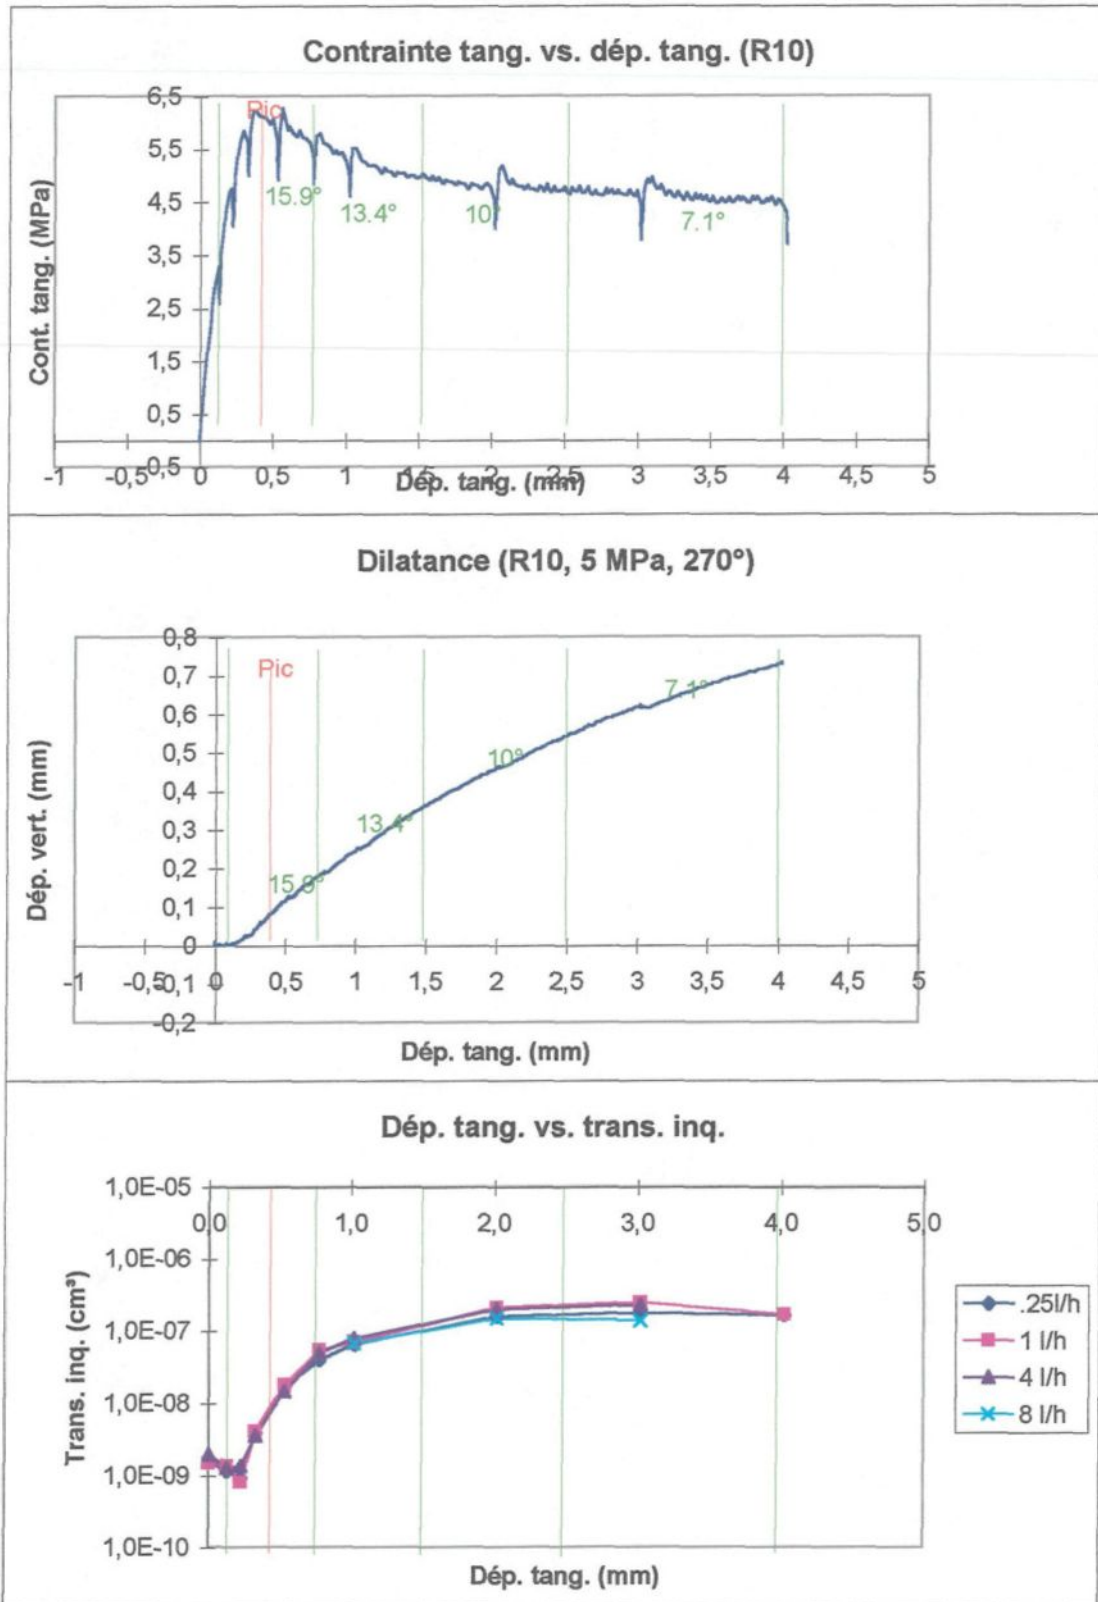 Contrainte tang. vs. dép. tang. (R10)
6,5
5,5
4,5
3,5
2,5
1,5
0,5
-0,5
Cont. tang. (MPa)
Pic
15.9°
13.4°
10°
7.1°
-1 -0,5 0 0,5 1 1,5 2 2,5 3 3,5 4 4,5 5
Dép. tang. (mm)
Dilatance (R10, 5 MPa, 270°)
0,8
0,7
0,6
0,5
0,4
0,3
0,2
0,1
0
-0,1
-0,2
Dép. vert. (mm)
Pic
15.9°
13.4°
10°
7.1°
-1 -0,5 0 0,5 1 1,5 2 2,5 3 3,5 4 4,5 5
Dép. tang. (mm)
Dép. tang. vs. trans. inq.
1,0E-05
1,0E-06
1,0E-07
1,0E-08
1,0E-09
1,0E-10
0,0 1,0 2,0 3,0 4,0 5,0
Trans. inq. (cm³)
Dép. tang. (mm)
.25l/h
1 l/h
4 l/h
8 l/h